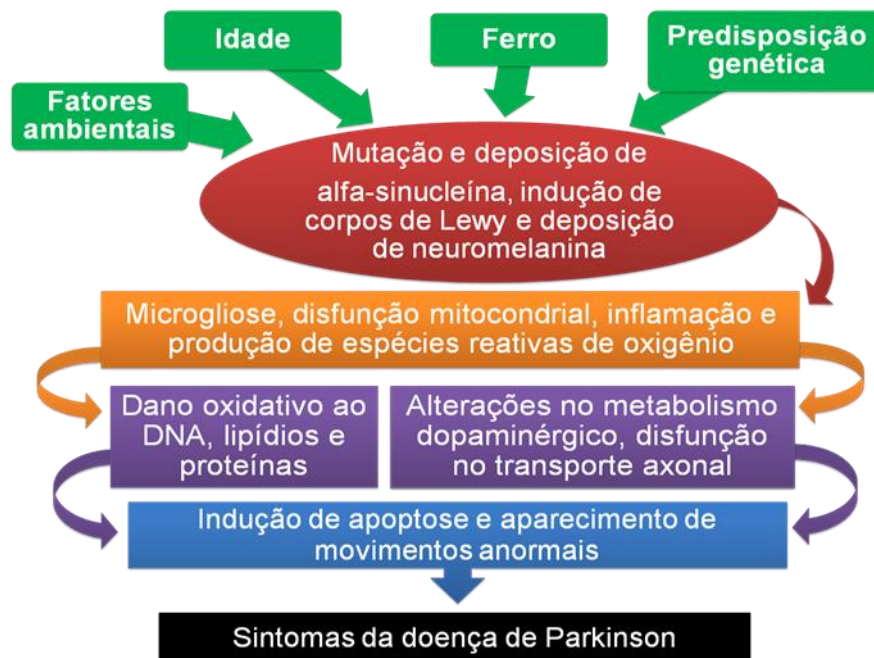 Idade
Ferro
Predisposição
genética
Fatores
ambientais
Mutação e deposição de
alfa-sinucleína, indução de
corpos de Lewy e deposição
de neuromelanina
Microgliose, disfunção mitocondrial, inflamação e
produção de espécies reativas de oxigênio
Dano oxidativo ao
DNA, lipídios e
proteínas
Alterações no metabolismo
dopaminérgico, disfunção
no transporte axonal
Indução de apoptose e aparecimento de
movimentos anormais
Sintomas da doença de Parkinson